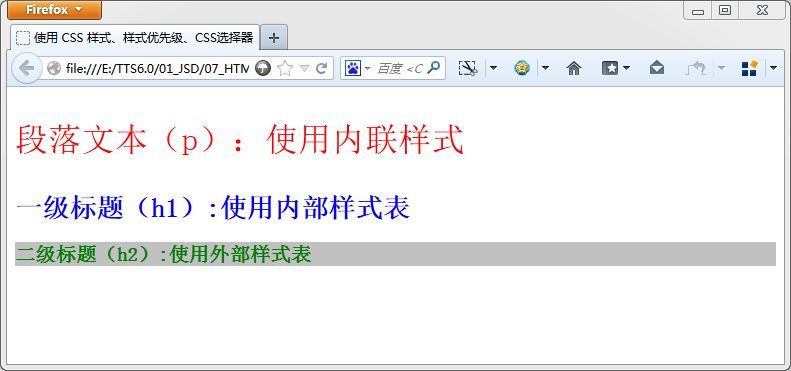 Firefox
使用 CSS 样式、样式优先级、CSS选择器
file:///E:/TTS6.0/01_JSD/07_HTM
百度 <C
段落文本（p）：使用内联样式
一级标题（h1）:使用内部样式表
二级标题（h2）:使用外部样式表